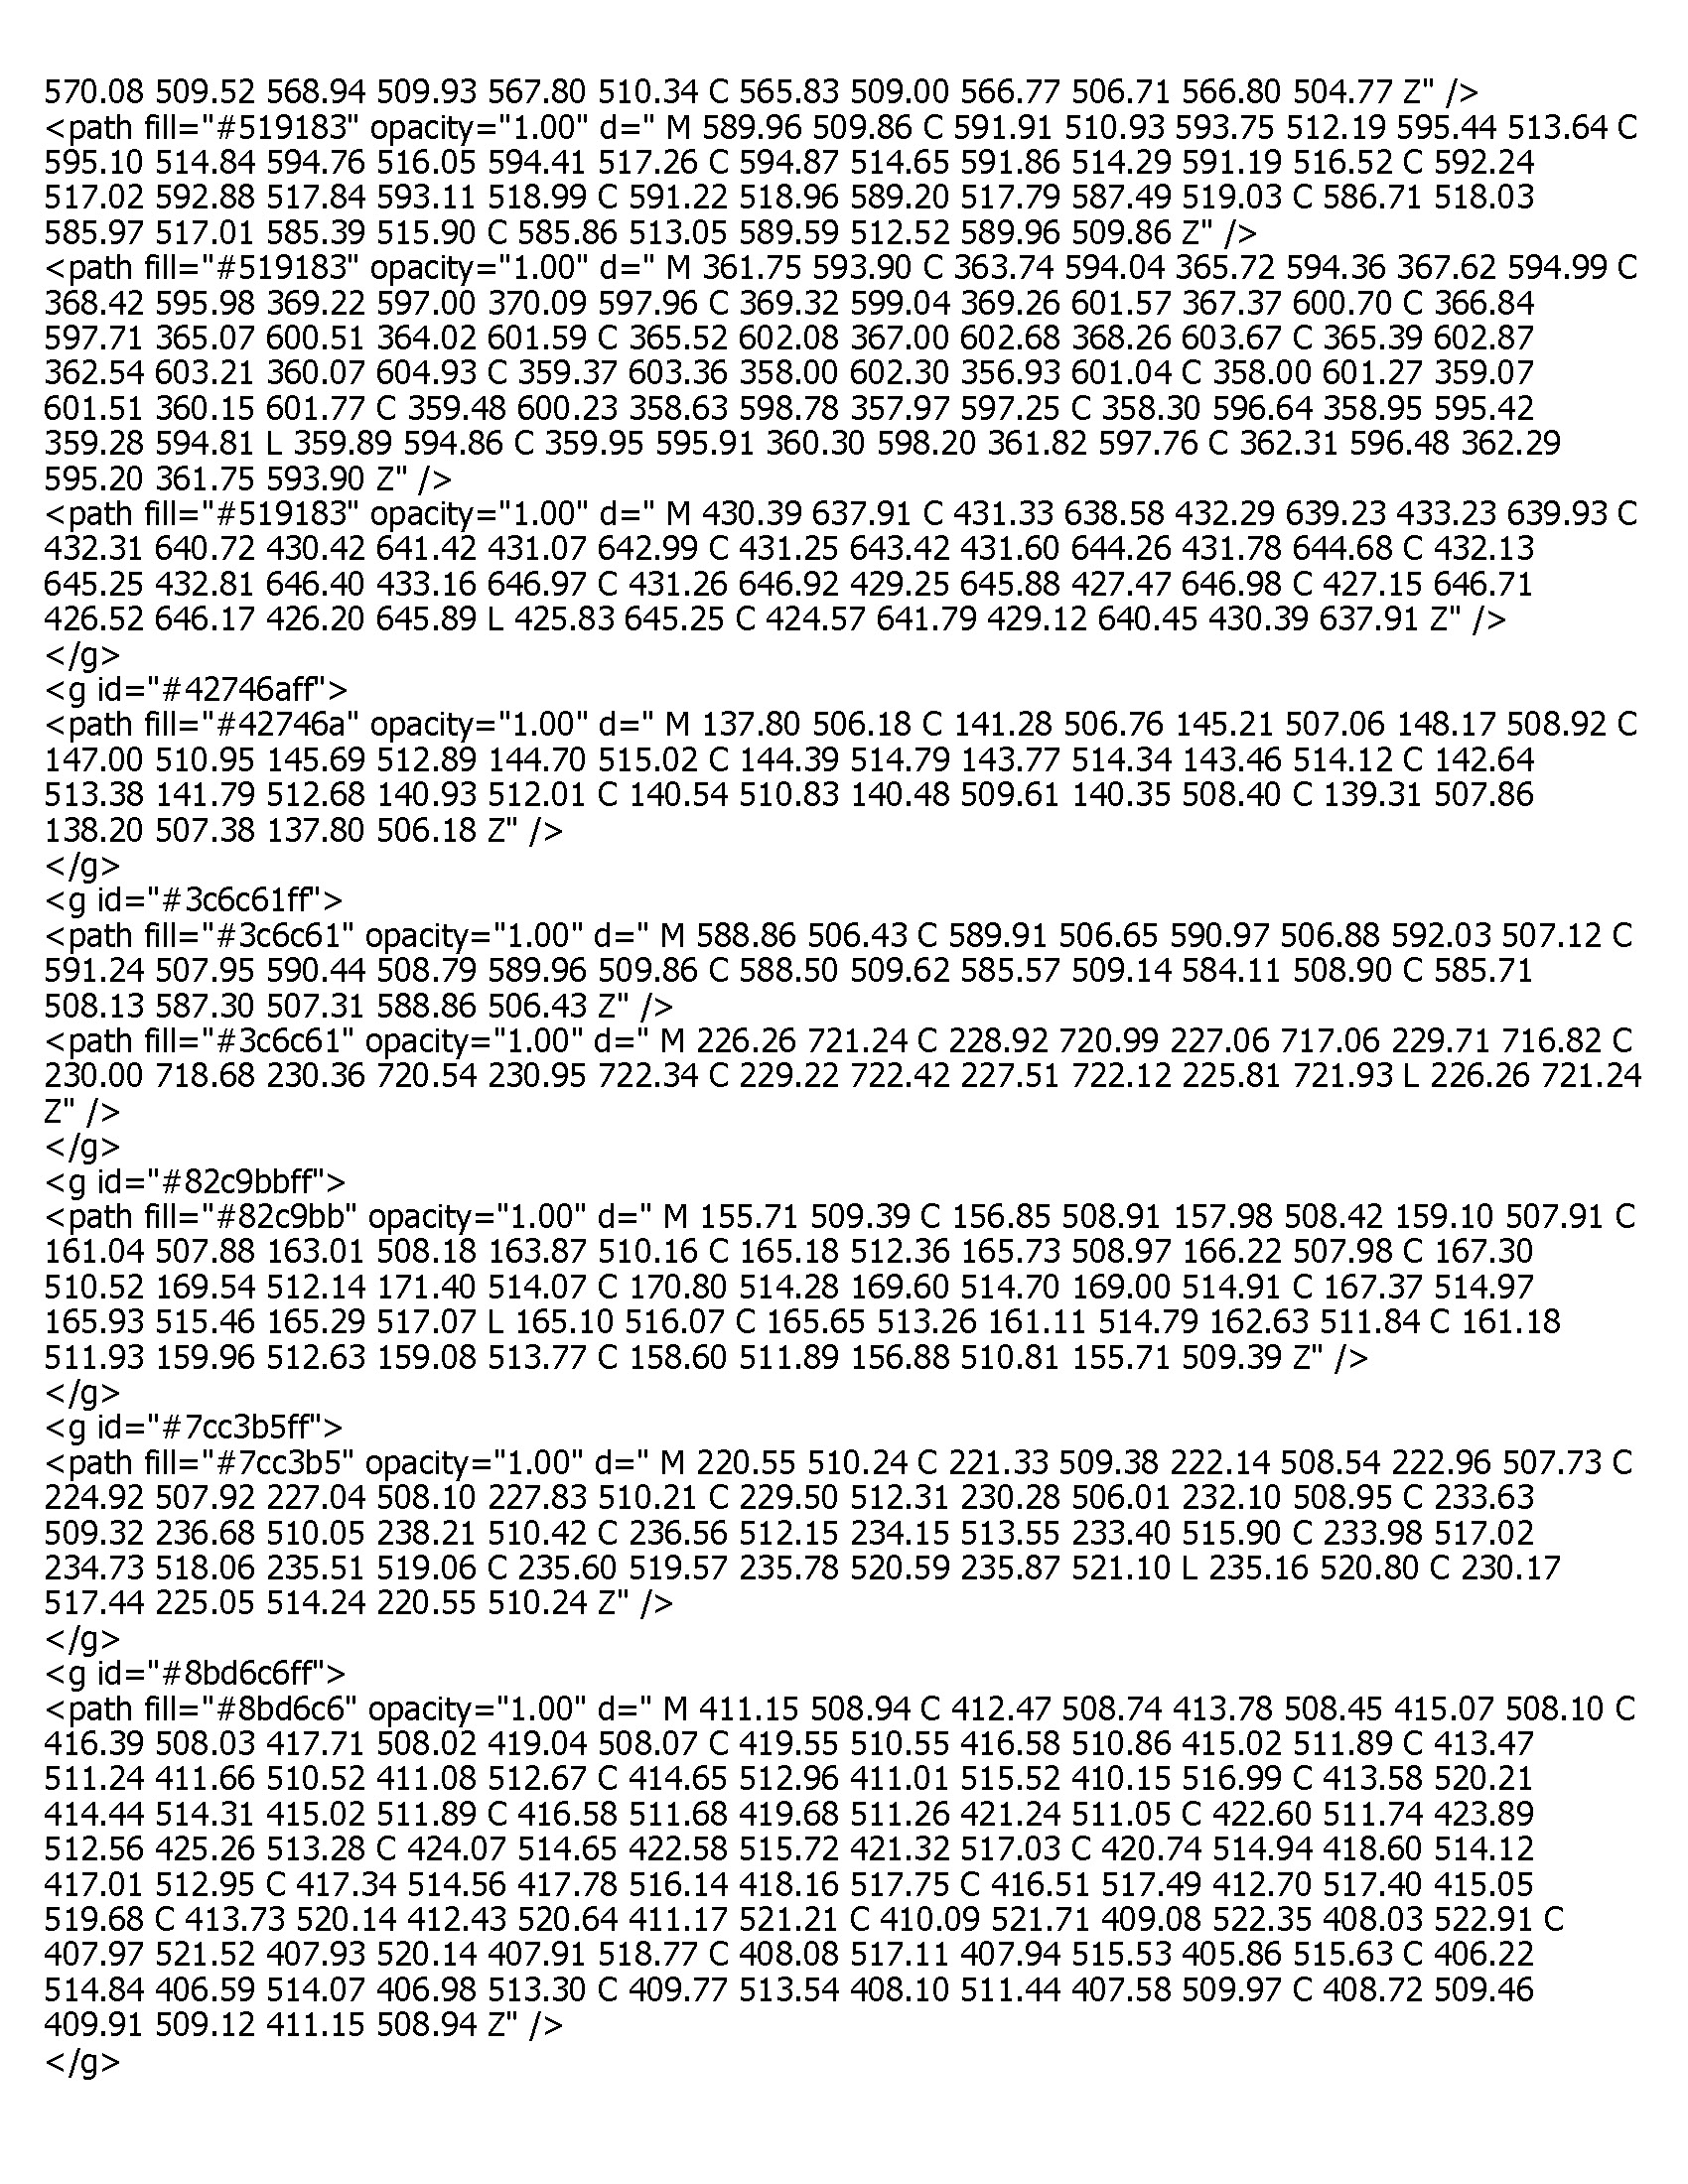 570.08 509.52 568.94 509.93 567.80 510.34 C 565.83 509.00 566.77 506.71 566.80 504.77 Z" />
<path fill="#519183" opacity="1.00" d=" M 589.96 509.86 C 591.91 510.93 593.75 512.19 595.44 513.64 C
595.10 514.84 594.76 516.05 594.41 517.26 C 594.87 514.65 591.86 514.29 591.19 516.52 C 592.24
517.02 592.88 517.84 593.11 518.99 C 591.22 518.96 589.20 517.79 587.49 519.03 C 586.71 518.03
585.97 517.01 585.39 515.90 C 585.86 513.05 589.59 512.52 589.96 509.86 Z" />
<path fill="#519183" opacity="1.00" d=" M 361.75 593.90 C 363.74 594.04 365.72 594.36 367.62 594.99 C
368.42 595.98 369.22 597.00 370.09 597.96 C 369.32 599.04 369.26 601.57 367.37 600.70 C 366.84
597.71 365.07 600.51 364.02 601.59 C 365.52 602.08 367.00 602.68 368.26 603.67 C 365.39 602.87
362.54 603.21 360.07 604.93 C 359.37 603.36 358.00 602.30 356.93 601.04 C 358.00 601.27 359.07
601.51 360.15 601.77 C 359.48 600.23 358.63 598.78 357.97 597.25 C 358.30 596.64 358.95 595.42
359.28 594.81 L 359.89 594.86 C 359.95 595.91 360.30 598.20 361.82 597.76 C 362.31 596.48 362.29
595.20 361.75 593.90 Z" />
<path fill="#519183" opacity="1.00" d=" M 430.39 637.91 C 431.33 638.58 432.29 639.23 433.23 639.93 C
432.31 640.72 430.42 641.42 431.07 642.99 C 431.25 643.42 431.60 644.26 431.78 644.68 C 432.13
645.25 432.81 646.40 433.16 646.97 C 431.26 646.92 429.25 645.88 427.47 646.98 C 427.15 646.71
426.52 646.17 426.20 645.89 L 425.83 645.25 C 424.57 641.79 429.12 640.45 430.39 637.91 Z" />
</g>
<g id="#42746aff">
<path fill="#42746a" opacity="1.00" d=" M 137.80 506.18 C 141.28 506.76 145.21 507.06 148.17 508.92 C
147.00 510.95 145.69 512.89 144.70 515.02 C 144.39 514.79 143.77 514.34 143.46 514.12 C 142.64
513.38 141.79 512.68 140.93 512.01 C 140.54 510.83 140.48 509.61 140.35 508.40 C 139.31 507.86
138.20 507.38 137.80 506.18 Z" />
</g>
<g id="#3c6c61ff">
<path fill="#3c6c61" opacity="1.00" d=" M 588.86 506.43 C 589.91 506.65 590.97 506.88 592.03 507.12 C
591.24 507.95 590.44 508.79 589.96 509.86 C 588.50 509.62 585.57 509.14 584.11 508.90 C 585.71
508.13 587.30 507.31 588.86 506.43 Z" />
<path fill="#3c6c61" opacity="1.00" d=" M 226.26 721.24 C 228.92 720.99 227.06 717.06 229.71 716.82 C
230.00 718.68 230.36 720.54 230.95 722.34 C 229.22 722.42 227.51 722.12 225.81 721.93 L 226.26 721.24
Z" />
</g>
<g id="#82c9bbff">
<path fill="#82c9bb" opacity="1.00" d=" M 155.71 509.39 C 156.85 508.91 157.98 508.42 159.10 507.91 C
161.04 507.88 163.01 508.18 163.87 510.16 C 165.18 512.36 165.73 508.97 166.22 507.98 C 167.30
510.52 169.54 512.14 171.40 514.07 C 170.80 514.28 169.60 514.70 169.00 514.91 C 167.37 514.97
165.93 515.46 165.29 517.07 L 165.10 516.07 C 165.65 513.26 161.11 514.79 162.63 511.84 C 161.18
511.93 159.96 512.63 159.08 513.77 C 158.60 511.89 156.88 510.81 155.71 509.39 Z" />
</g>
<g id="#7cc3b5ff">
<path fill="#7cc3b5" opacity="1.00" d=" M 220.55 510.24 C 221.33 509.38 222.14 508.54 222.96 507.73 C
224.92 507.92 227.04 508.10 227.83 510.21 C 229.50 512.31 230.28 506.01 232.10 508.95 C 233.63
509.32 236.68 510.05 238.21 510.42 C 236.56 512.15 234.15 513.55 233.40 515.90 C 233.98 517.02
234.73 518.06 235.51 519.06 C 235.60 519.57 235.78 520.59 235.87 521.10 L 235.16 520.80 C 230.17
517.44 225.05 514.24 220.55 510.24 Z" />
</g>
<g id="#8bd6c6ff">
<path fill="#8bd6c6" opacity="1.00" d=" M 411.15 508.94 C 412.47 508.74 413.78 508.45 415.07 508.10 C
416.39 508.03 417.71 508.02 419.04 508.07 C 419.55 510.55 416.58 510.86 415.02 511.89 C 413.47
511.24 411.66 510.52 411.08 512.67 C 414.65 512.96 411.01 515.52 410.15 516.99 C 413.58 520.21
414.44 514.31 415.02 511.89 C 416.58 511.68 419.68 511.26 421.24 511.05 C 422.60 511.74 423.89
512.56 425.26 513.28 C 424.07 514.65 422.58 515.72 421.32 517.03 C 420.74 514.94 418.60 514.12
417.01 512.95 C 417.34 514.56 417.78 516.14 418.16 517.75 C 416.51 517.49 412.70 517.40 415.05
519.68 C 413.73 520.14 412.43 520.64 411.17 521.21 C 410.09 521.71 409.08 522.35 408.03 522.91 C
407.97 521.52 407.93 520.14 407.91 518.77 C 408.08 517.11 407.94 515.53 405.86 515.63 C 406.22
514.84 406.59 514.07 406.98 513.30 C 409.77 513.54 408.10 511.44 407.58 509.97 C 408.72 509.46
409.91 509.12 411.15 508.94 Z" />
</g>